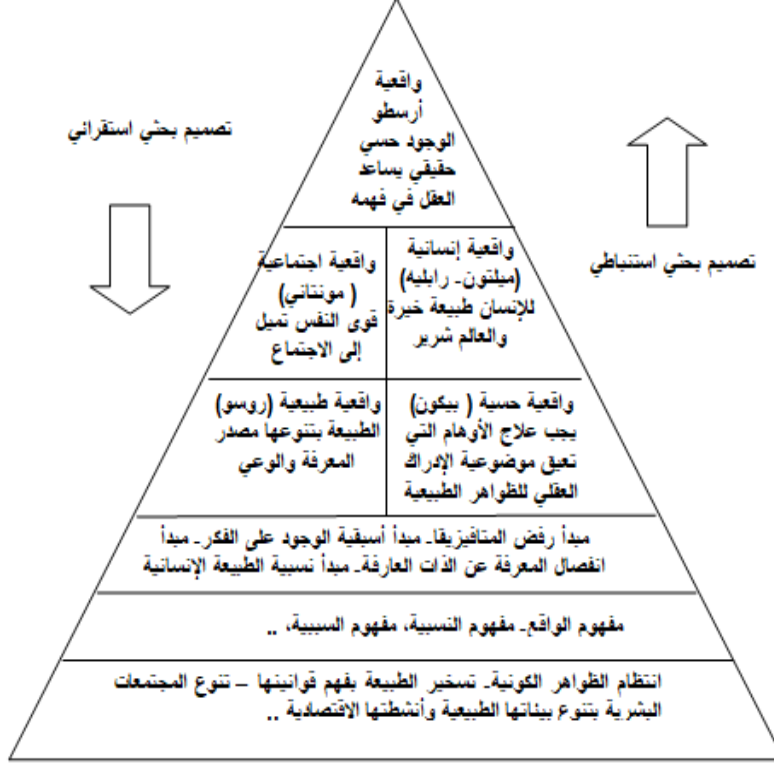 واقعية
أرسطو
الوجود حسي
حقيقي يساعد
العقل في فهمه
تصميم بحثي استقرائي
تصميم بحثي استنباطي
واقعية إنسانية
(ميلتون- رابليه)
للإنسان طبيعة خيرة
والعالم شرير
واقعية اجتماعية
( مونتاني)
قوى النفس تميل
إلى الاجتماع
واقعية حسية ( بيكون)
يجب علاج الأوهام التي
تعيق موضوعية الإدراك
العقلي للظواهر الطبيعية
واقعية طبيعية (روسو)
الطبيعة بتنوعها مصدر
المعرفة والوعي
مبدأ رفض المتافيزيقا- مبدأ أسبقية الوجود على الفكر- مبدأ
انفصال المعرفة عن الذات العارفة- مبدأ نسبية الطبيعة الإنسانية
مفهوم الواقع- مفهوم النسبية، مفهوم السببية، ..
انتظام الظواهر الكونية- تسخير الطبيعة بفهم قوانينها – تنوع المجتمعات
البشرية بتنوع بيئاتها الطبيعية وأنشطتها الاقتصادية ..